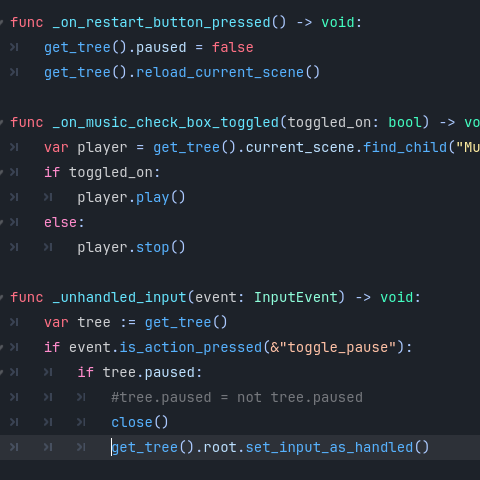 func _on_restart_button_pressed() -> void:
get_tree().paused = false
get_tree().reload_current_scene()
func _on_music_check_box_toggled(toggled_on: bool) -> vo
var player = get_tree().current_scene.find_child("Mu
if toggled_on:
player.play()
else:
player.stop()
func _unhandled_input(event: InputEvent) -> void:
var tree := get_tree()
if event.is_action_pressed(&"toggle_pause"):
if tree.paused:
#tree.paused = not tree.paused
close()
get_tree().root.set_input_as_handled()